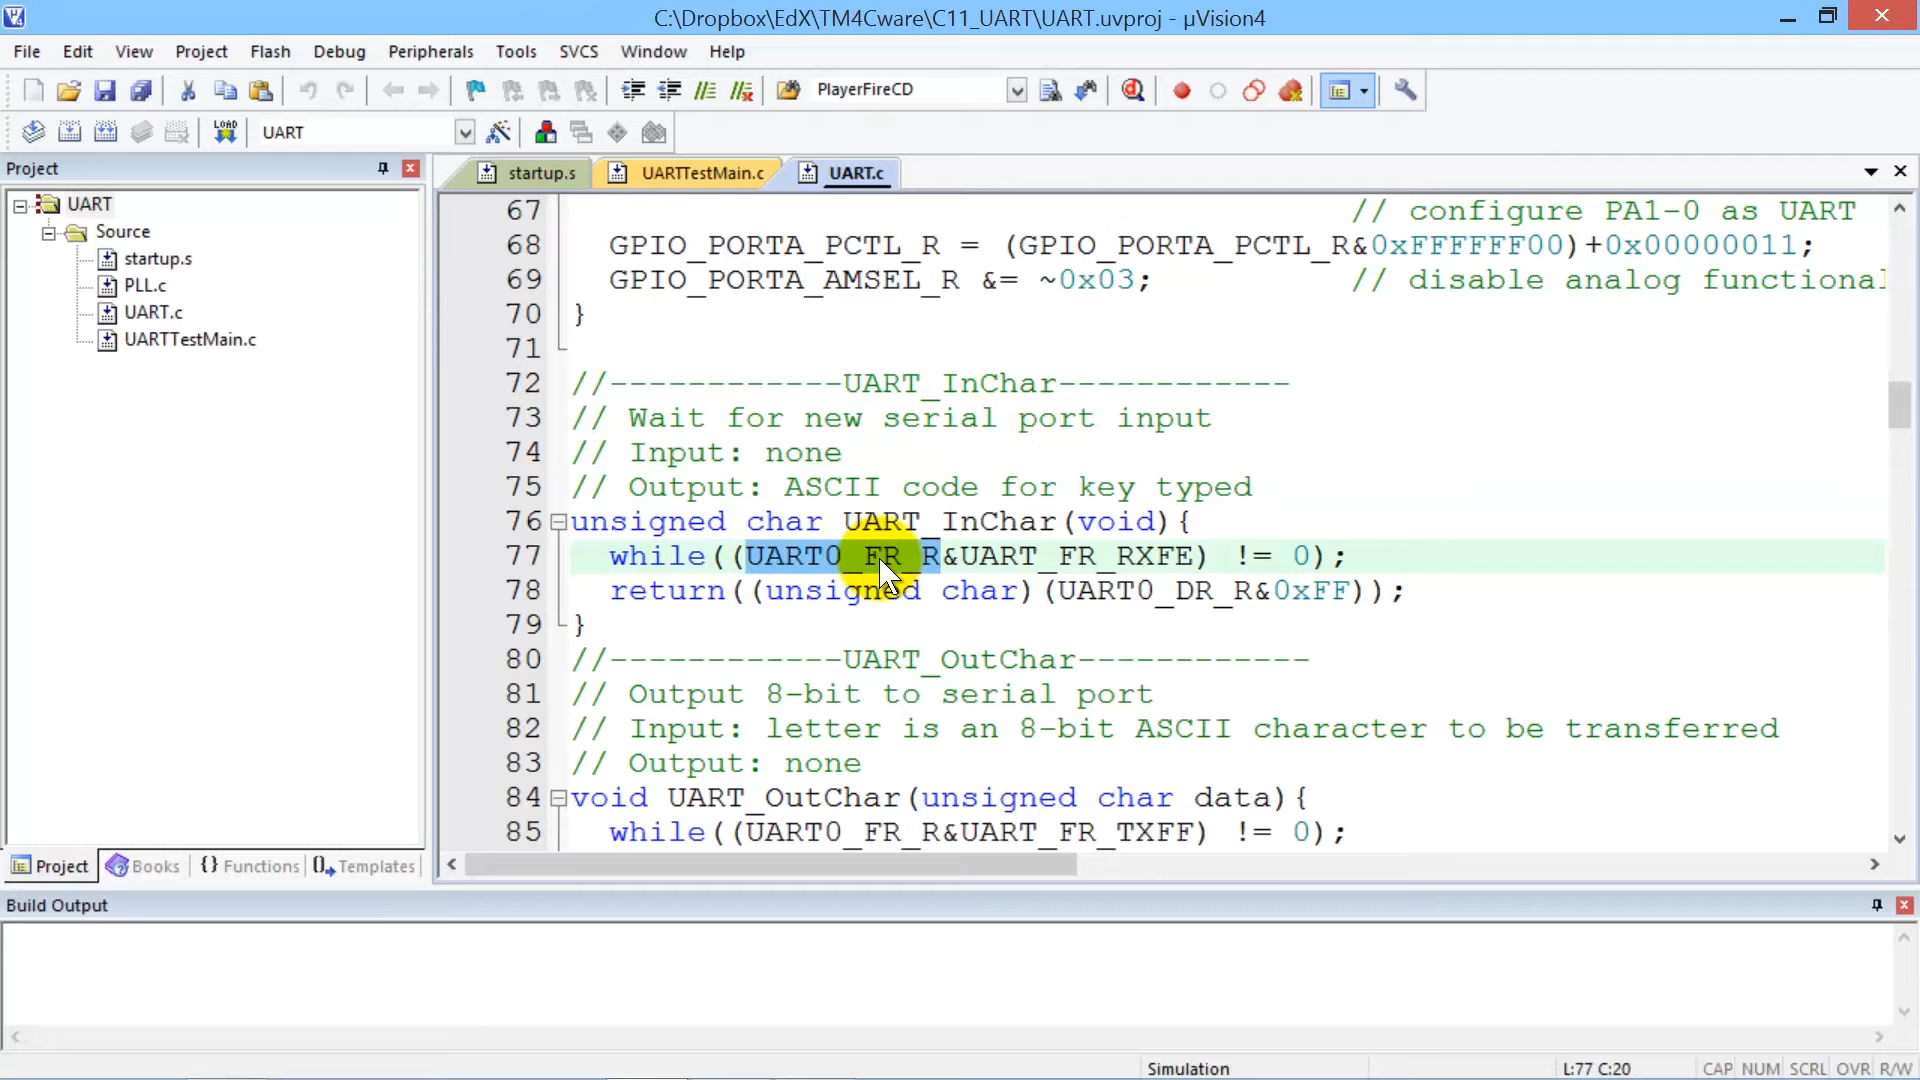 C:\Dropbox\EdX\TM4Cware\C11_UART\UART.uvproj - µVision4
File Edit View Project Flash Debug Peripherals Tools SVCS Window Help
PlayerFireCD
LOAD UART
Project
startup.s UARTTestMain.c UART.c
UART
Source
startup.s
PLL.c
UART.c
UARTTestMain.c
67 // configure PA1-0 as UART
68 GPIO_PORTA_PCTL_R = (GPIO_PORTA_PCTL_R&0xFFFFFF00)+0x00000011;
69 GPIO_PORTA_AMSEL_R &= ~0x03; // disable analog functional
70 }
71
72 //------------UART_InChar------------
73 // Wait for new serial port input
74 // Input: none
75 // Output: ASCII code for key typed
76 unsigned char UART_InChar(void){
77 while((UART0_FR_R&UART_FR_RXFE) != 0);
78 return((unsigned char)(UART0_DR_R&0xFF));
79 }
80 //------------UART_OutChar------------
81 // Output 8-bit to serial port
82 // Input: letter is an 8-bit ASCII character to be transferred
83 // Output: none
84 void UART_OutChar(unsigned char data){
85 while((UART0_FR_R&UART_FR_TXFF) != 0);
Project Books {} Functions Templates
Build Output
Simulation L:77 C:20 CAP NUM SCRL OVR R/W